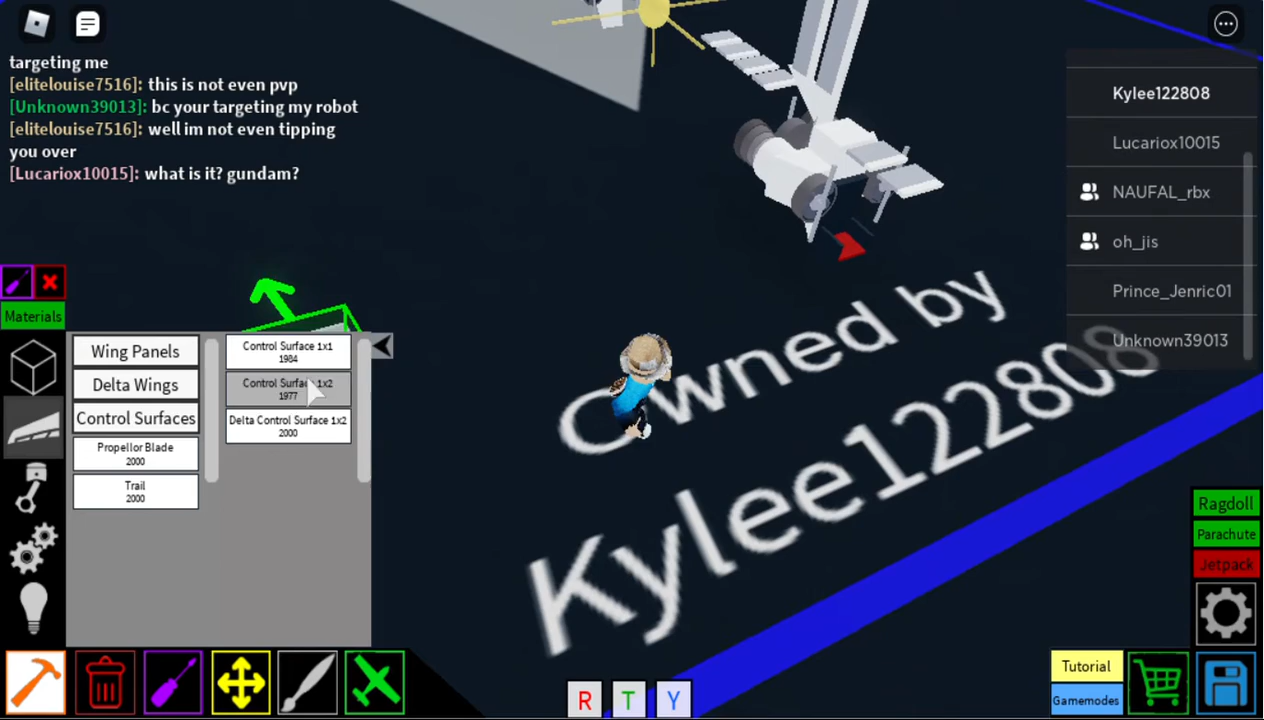 targeting me
[elitelouise7516]: this is not even pvp
[Unknown39013]: bc your targeting my robot
[elitelouise7516]: well im not even tipping
you over
[Lucariox10015]: what is it? gundam?
Kylee122808
Lucariox10015
NAUFAL_rbx
oh_jis
Prince_Jenric01
Unknown39013
Materials
Wing Panels
Delta Wings
Control Surfaces
Propellor Blade
2000
Trail
2000
Control Surface 1x1
1984
Control Surface 1x2
1977
Delta Control Surface 1x2
2000
Owned by
Kylee122808
Ragdoll
Parachute
Jetpack
Tutorial
Gamemodes
R T Y